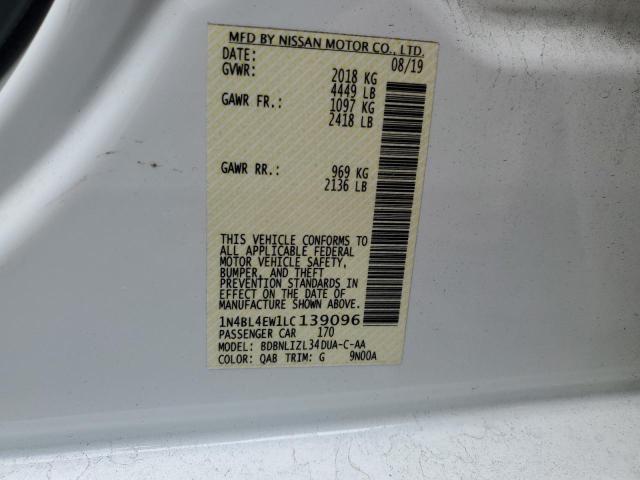 MFD BY NISSAN MOTOR CO., LTD.
DATE: 08/19
GVWR: 2018 KG
4449 LB
GAWR FR.: 1097 KG
2418 LB
GAWR RR.: 969 KG
2136 LB
THIS VEHICLE CONFORMS TO
ALL APPLICABLE FEDERAL
MOTOR VEHICLE SAFETY,
BUMPER, AND THEFT
PREVENTION STANDARDS IN
EFFECT ON THE DATE OF
MANUFACTURE SHOWN ABOVE.
1N4BL4EW1LC139096
PASSENGER CAR 170
MODEL: BDBNLIZL34DUA-C-AA
COLOR: QAB TRIM: G 9N00A